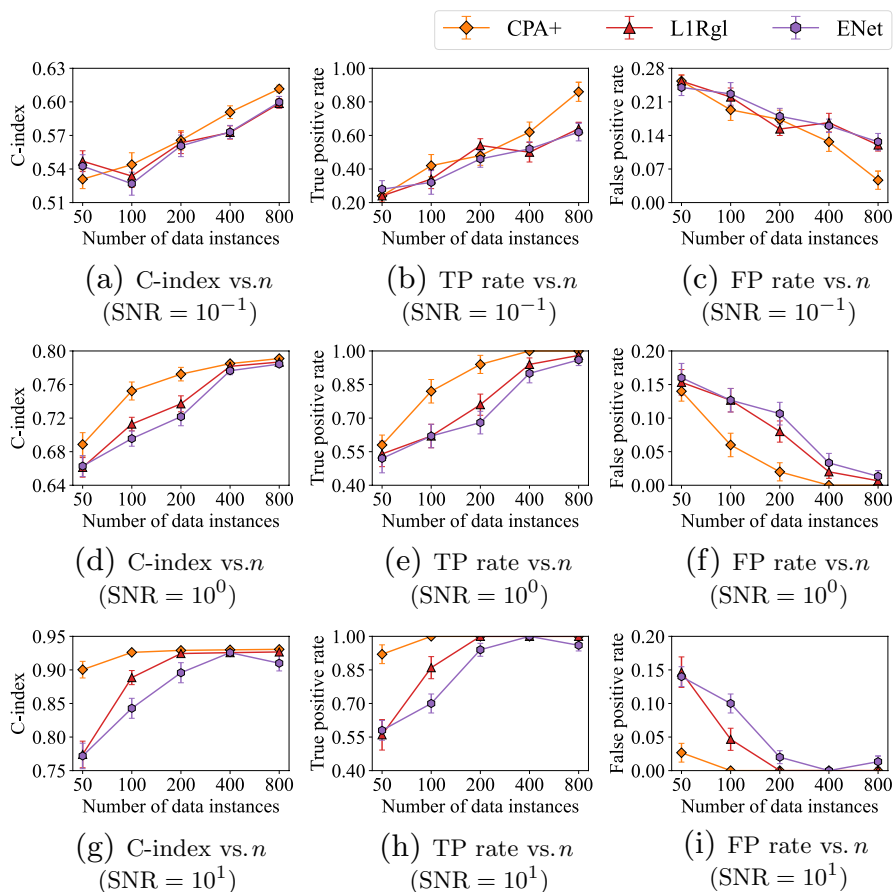 CPA+ L1Rgl ENet
0.63 0.60 0.57 0.54 0.51
C-index
50 100 200 400 800
Number of data instances
(a) C-index vs.n
(SNR = 10⁻¹)
1.00 0.80 0.60 0.40 0.20
True positive rate
50 100 200 400 800
Number of data instances
(b) TP rate vs.n
(SNR = 10⁻¹)
0.28 0.21 0.14 0.07 0.00
False positive rate
50 100 200 400 800
Number of data instances
(c) FP rate vs.n
(SNR = 10⁻¹)
0.80 0.76 0.72 0.68 0.64
C-index
50 100 200 400 800
Number of data instances
(d) C-index vs.n
(SNR = 10⁰)
1.00 0.85 0.70 0.55 0.40
True positive rate
50 100 200 400 800
Number of data instances
(e) TP rate vs.n
(SNR = 10⁰)
0.20 0.15 0.10 0.05 0.00
False positive rate
50 100 200 400 800
Number of data instances
(f) FP rate vs.n
(SNR = 10⁰)
0.95 0.90 0.85 0.80 0.75
C-index
50 100 200 400 800
Number of data instances
(g) C-index vs. n
(SNR = 10¹)
1.00 0.85 0.70 0.55 0.40
True positive rate
50 100 200 400 800
Number of data instances
(h) TP rate vs. n
(SNR = 10¹)
0.20 0.15 0.10 0.05 0.00
False positive rate
50 100 200 400 800
Number of data instances
(i) FP rate vs. n
(SNR = 10¹)